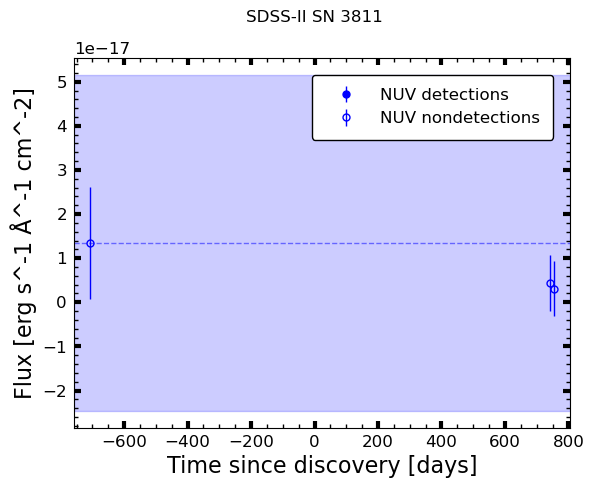 SDSS-II SN 3811
1e−17
NUV detections
NUV nondetections
5
4
3
2
1
0
−1
−2
Flux [erg s^-1 Å^-1 cm^-2]
−600
−400
−200
0
200
400
600
800
Time since discovery [days]